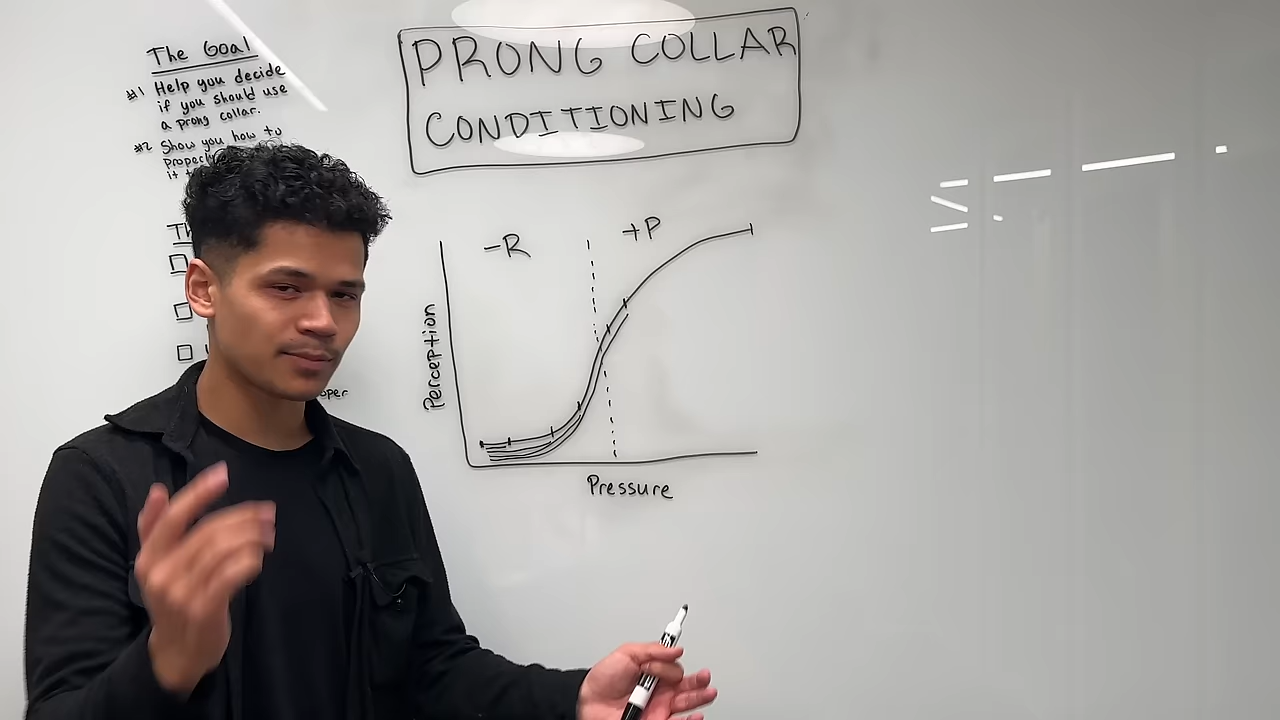 The Goal
#1 Help you decide
if you should use
a prong collar.
#2 Show you how to
it
PRONG COLLAR
CONDITIONING
-R
+P
Perception
Pressure